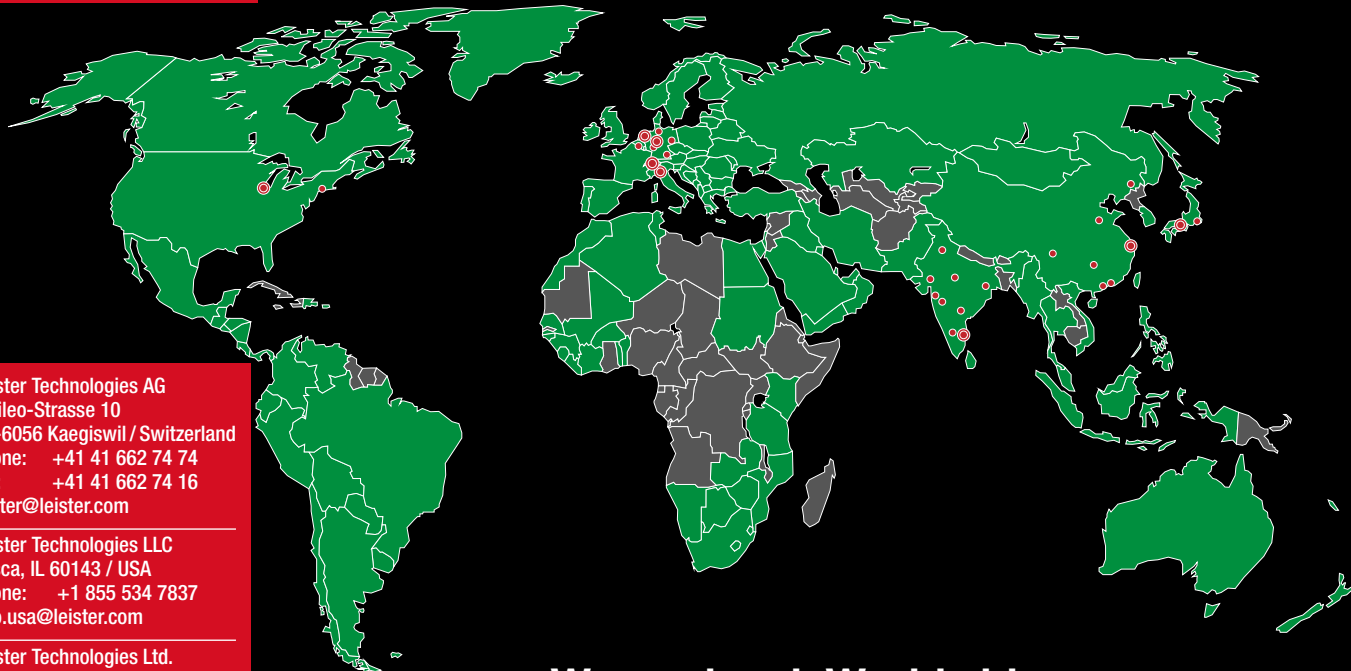 ster Technologies AG
ileo-Strasse 10
-6056 Kaegiswil / Switzerland
one: +41 41 662 74 74
+41 41 662 74 16
ter@leister.com
ster Technologies LLC
ca, IL 60143 / USA
one: +1 855 534 7837
o.usa@leister.com
ster Technologies Ltd.